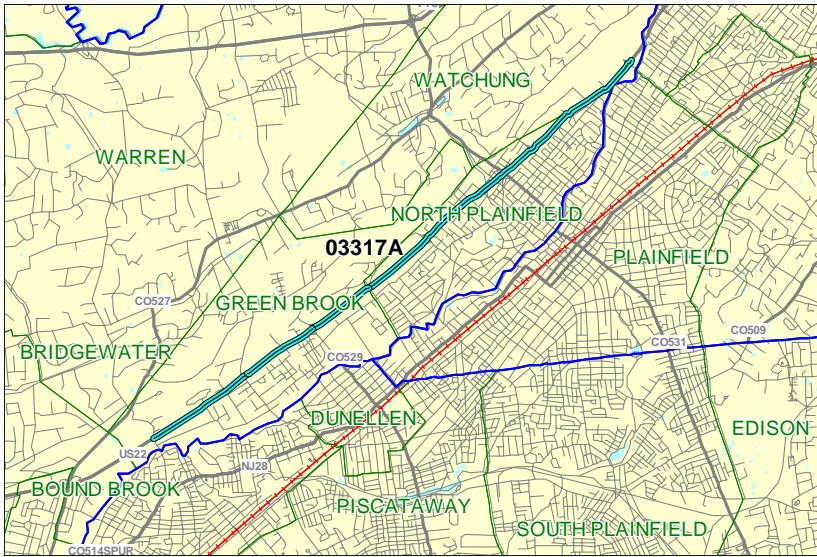 WATCHUNG
WARREN
NORTH PLAINFIELD
03317A
PLAINFIELD
CO527
GREEN BROOK
CO509
CO531
BRIDGEWATER
CO529
DUNELLEN
EDISON
US22
NJ28
BOUND BROOK
PISCATAWAY
SOUTH PLAINFIELD
CO514SPUR